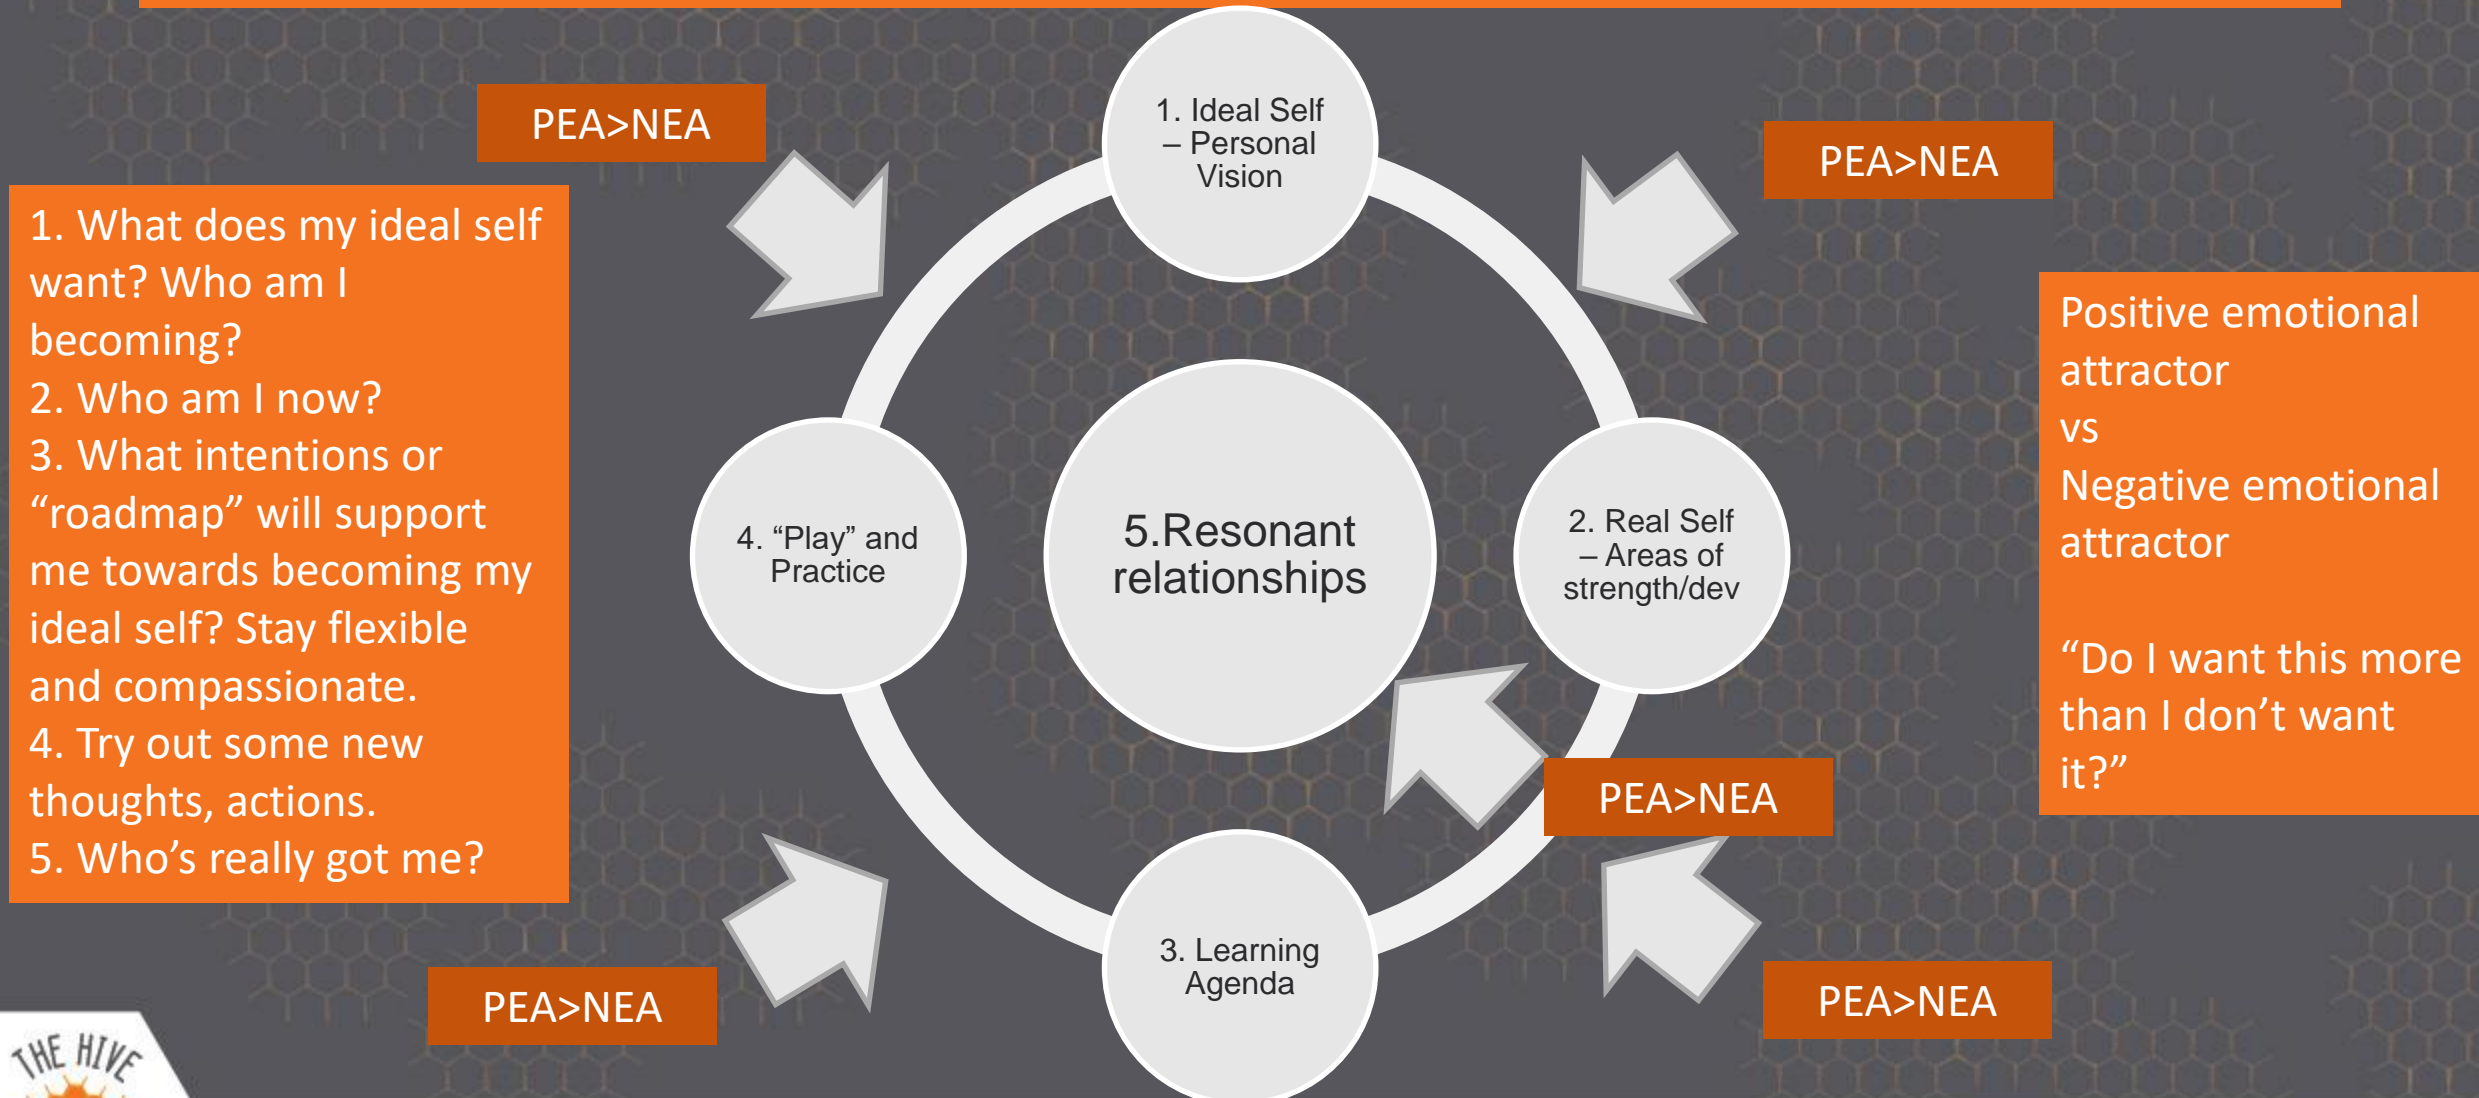 1. Ideal Self
– Personal
Vision
PEA>NEA
PEA>NEA
1. What does my ideal self
want? Who am I
becoming?
2. Who am I now?
3. What intentions or
“roadmap” will support
me towards becoming my
ideal self? Stay flexible
and compassionate.
4. Try out some new
thoughts, actions.
5. Who’s really got me?
4. “Play” and
Practice
5.Resonant
relationships
2. Real Self
– Areas of
strength/dev
Positive emotional
attractor
vs
Negative emotional
attractor
“Do I want this more
than I don’t want
it?”
PEA>NEA
3. Learning
Agenda
PEA>NEA
PEA>NEA
THE HIVE